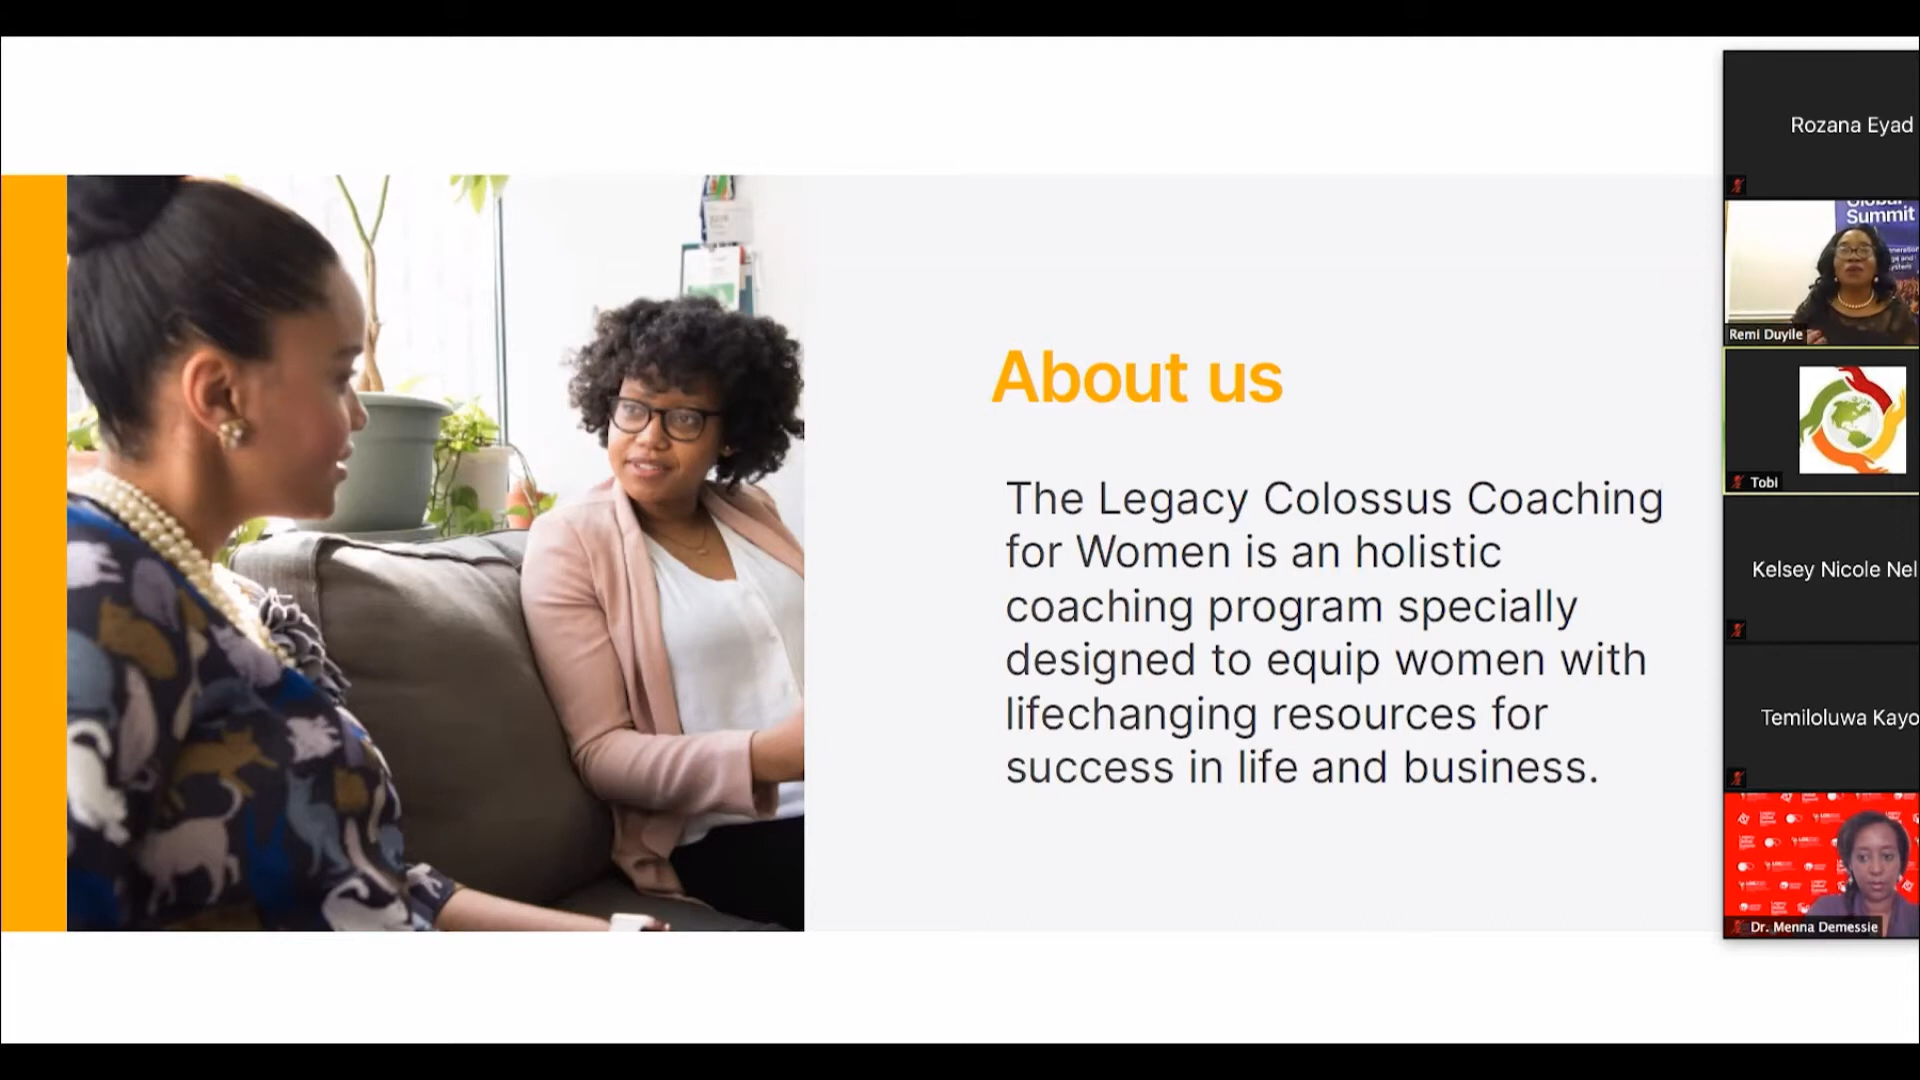 About us
The Legacy Colossus Coaching
for Women is an holistic
coaching program specially
designed to equip women with
lifechanging resources for
success in life and business.
Rozana Eyad
Global
Summit
Remi Duyile
Tobi
Kelsey Nicole Nel
Temiloluwa Kayo
Dr. Menna Demessie